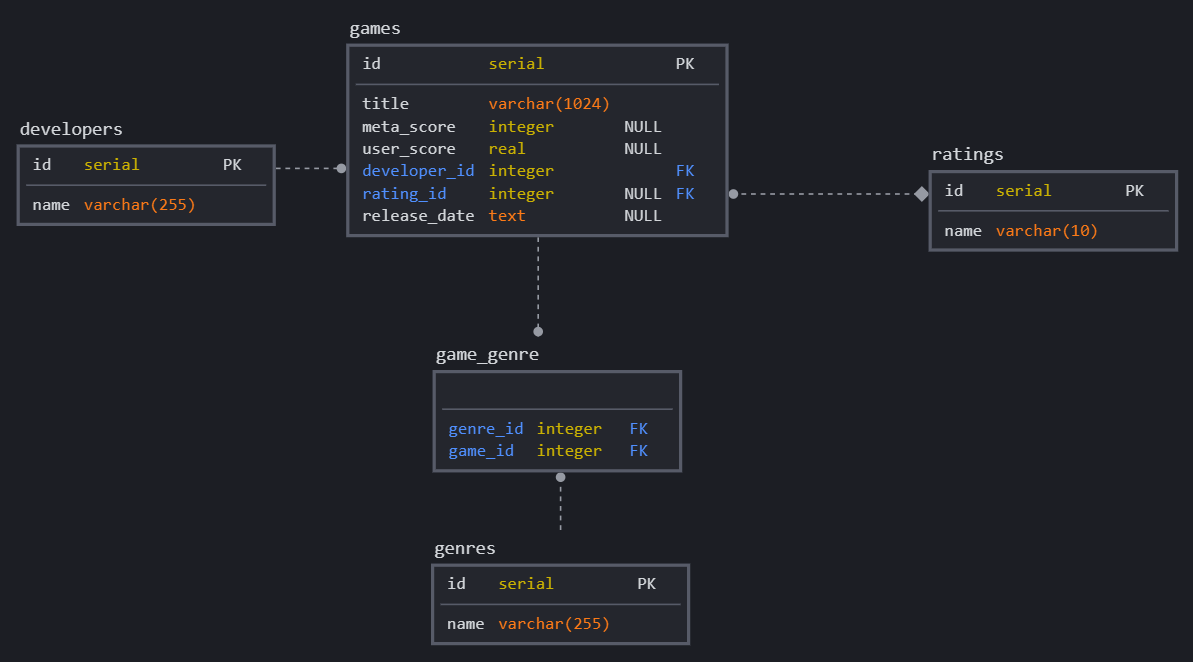 games
id serial PK
title varchar(1024)
meta_score integer NULL
user_score real NULL
developer_id integer FK
rating_id integer NULL FK
release_date text NULL
developers
id serial PK
name varchar(255)
ratings
id serial PK
name varchar(10)
game_genre
genre_id integer FK
game_id integer FK
genres
id serial PK
name varchar(255)